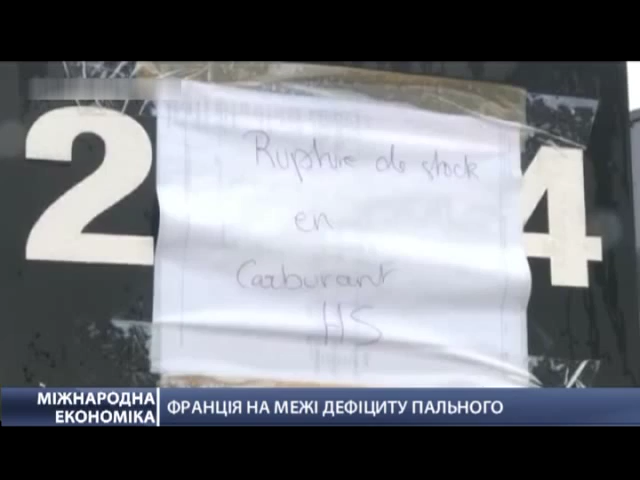 2 4
Rupture de stock
en
Carburant
HS
МІЖНАРОДНА
ЕКОНОМІКА
ФРАНЦІЯ НА МЕЖІ ДЕФІЦИТУ ПАЛЬНОГО